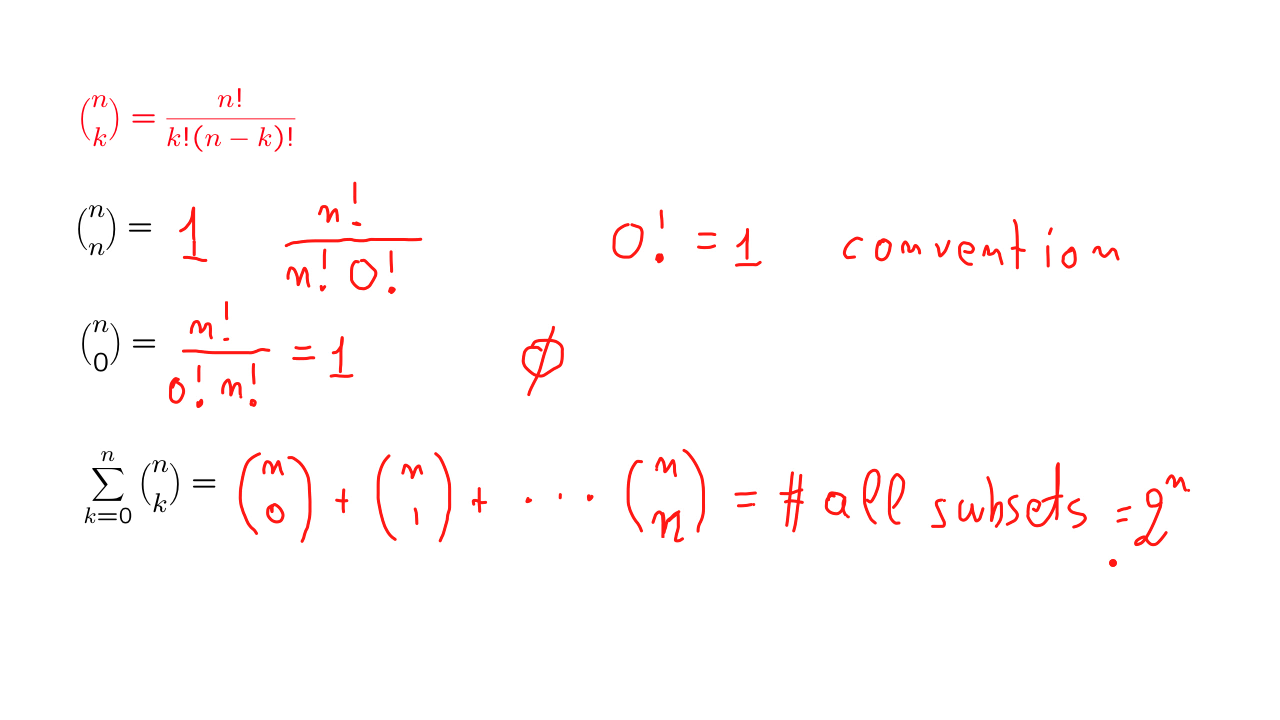 \binom{n}{k} = \frac{n!}{k!(n-k)!}
\binom{n}{n} = 1 \frac{n!}{n! 0!} 0! = 1 convention
\binom{n}{0} = \frac{n!}{0! n!} = 1 ∅
\sum_{k=0}^{n} \binom{n}{k} = \binom{n}{0} + \binom{n}{1} + \cdots \binom{n}{n} = # all subsets = 2^n